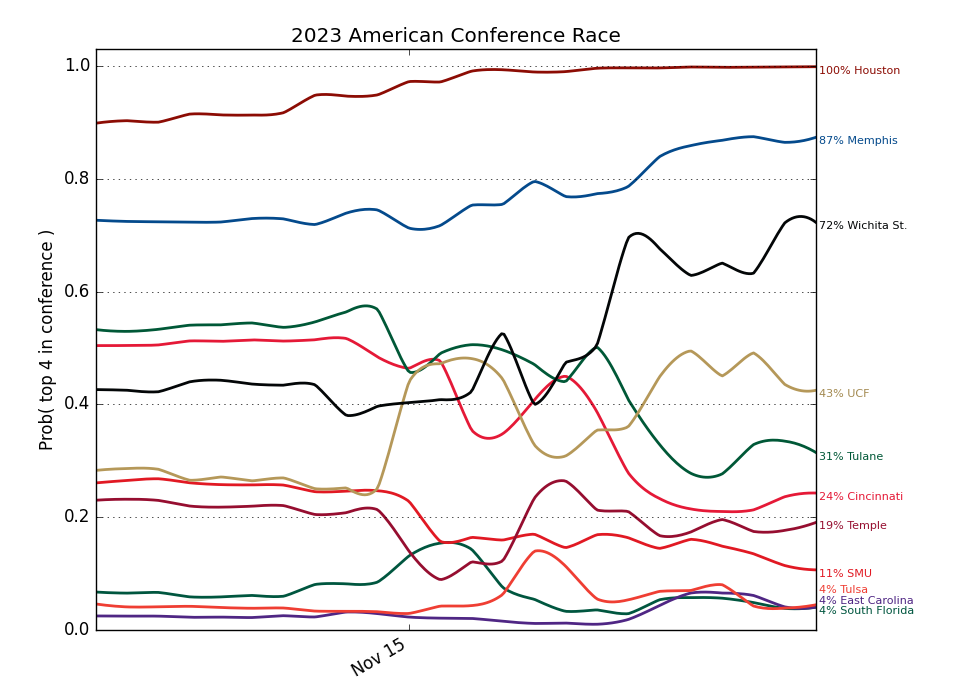 2023 American Conference Race
Prob( top 4 in conference )
1.0
0.8
0.6
0.4
0.2
0.0
Nov 15
100% Houston
87% Memphis
72% Wichita St.
43% UCF
31% Tulane
24% Cincinnati
19% Temple
11% SMU
4% Tulsa
4% East Carolina
4% South Florida